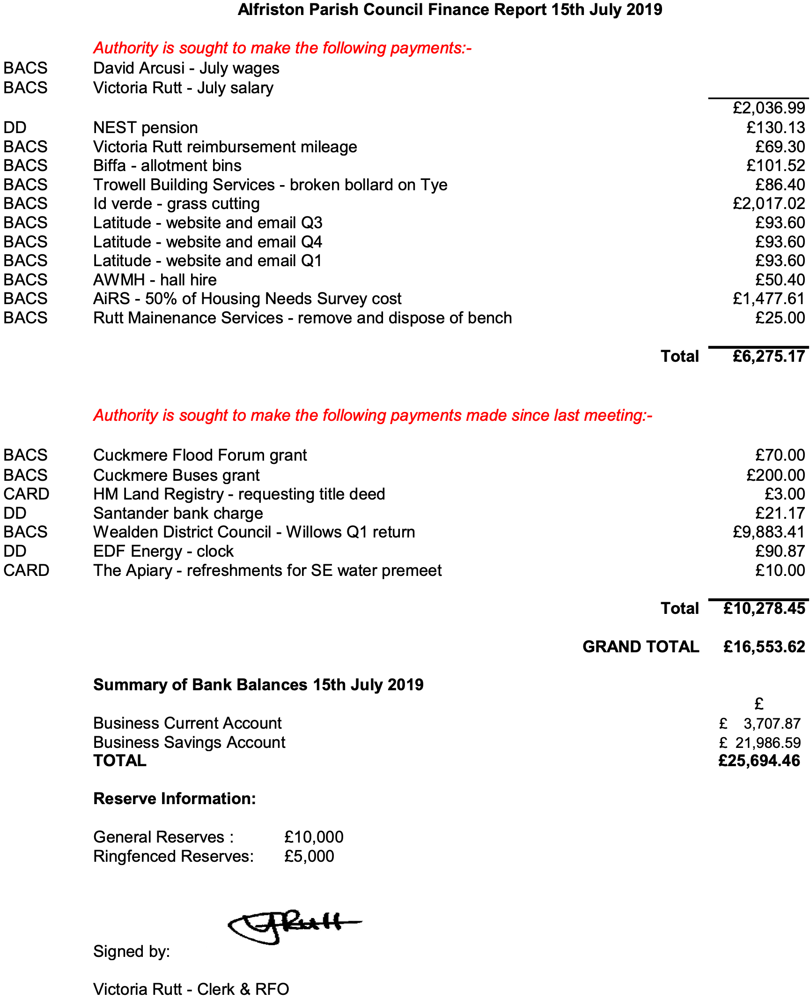 Alfriston Parish Council Finance Report 15th July 2019
Authority is sought to make the following payments:-
BACS David Arcusi - July wages
BACS Victoria Rutt - July salary
£2,036.99
DD NEST pension £130.13
BACS Victoria Rutt reimbursement mileage £69.30
BACS Biffa - allotment bins £101.52
BACS Trowell Building Services - broken bollard on Tye £86.40
BACS Id verde - grass cutting £2,017.02
BACS Latitude - website and email Q3 £93.60
BACS Latitude - website and email Q4 £93.60
BACS Latitude - website and email Q1 £93.60
BACS AWMH - hall hire £50.40
BACS AiRS - 50% of Housing Needs Survey cost £1,477.61
BACS Rutt Mainenance Services - remove and dispose of bench £25.00
Total £6,275.17
Authority is sought to make the following payments made since last meeting:-
BACS Cuckmere Flood Forum grant £70.00
BACS Cuckmere Buses grant £200.00
CARD HM Land Registry - requesting title deed £3.00
DD Santander bank charge £21.17
BACS Wealden District Council - Willows Q1 return £9,883.41
DD EDF Energy - clock £90.87
CARD The Apiary - refreshments for SE water premeet £10.00
Total £10,278.45
GRAND TOTAL £16,553.62
Summary of Bank Balances 15th July 2019
£
Business Current Account £ 3,707.87
Business Savings Account £ 21,986.59
TOTAL £25,694.46
Reserve Information:
General Reserves : £10,000
Ringfenced Reserves: £5,000
VRutt
Signed by:
Victoria Rutt - Clerk & RFO